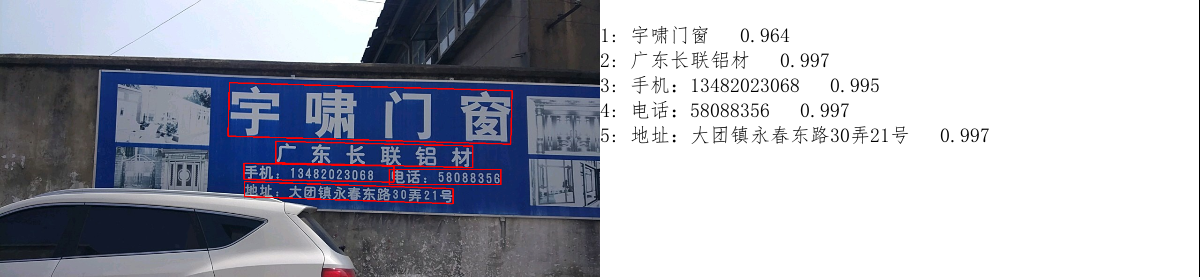 宇啸门窗
广东长联铝材
手机：13482023068 电话：58088356
地址：大团镇永春东路30弄21号
1: 宇啸门窗 0.964
2: 广东长联铝材 0.997
3: 手机：13482023068 0.995
4: 电话：58088356 0.997
5: 地址：大团镇永春东路30弄21号 0.997